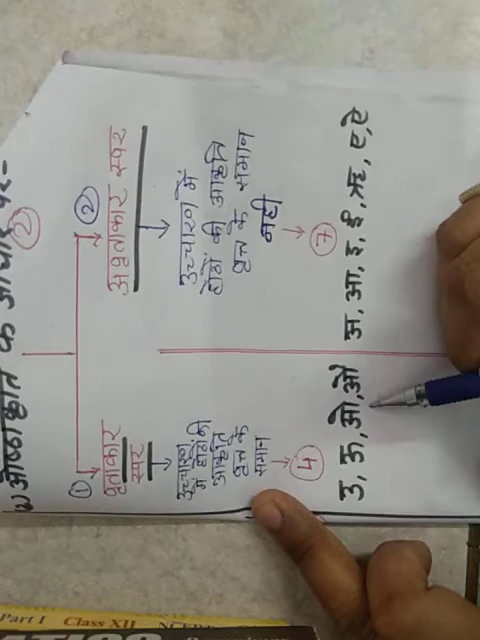 ओष्ठाकृति के आधार पर-
②
①
वृत्ताकार
स्वर
उच्चारण
में होठों की
आकृति
वृत्त के
समान
④
उ, ऊ, ओ, औ
②
अवृत्ताकार स्वर
उच्चारण में
होठों की आकृति
वृत्त के समान
नही
⑦
अ, आ, इ, ई, ऋ, ए, ऐ
Part I Class XII